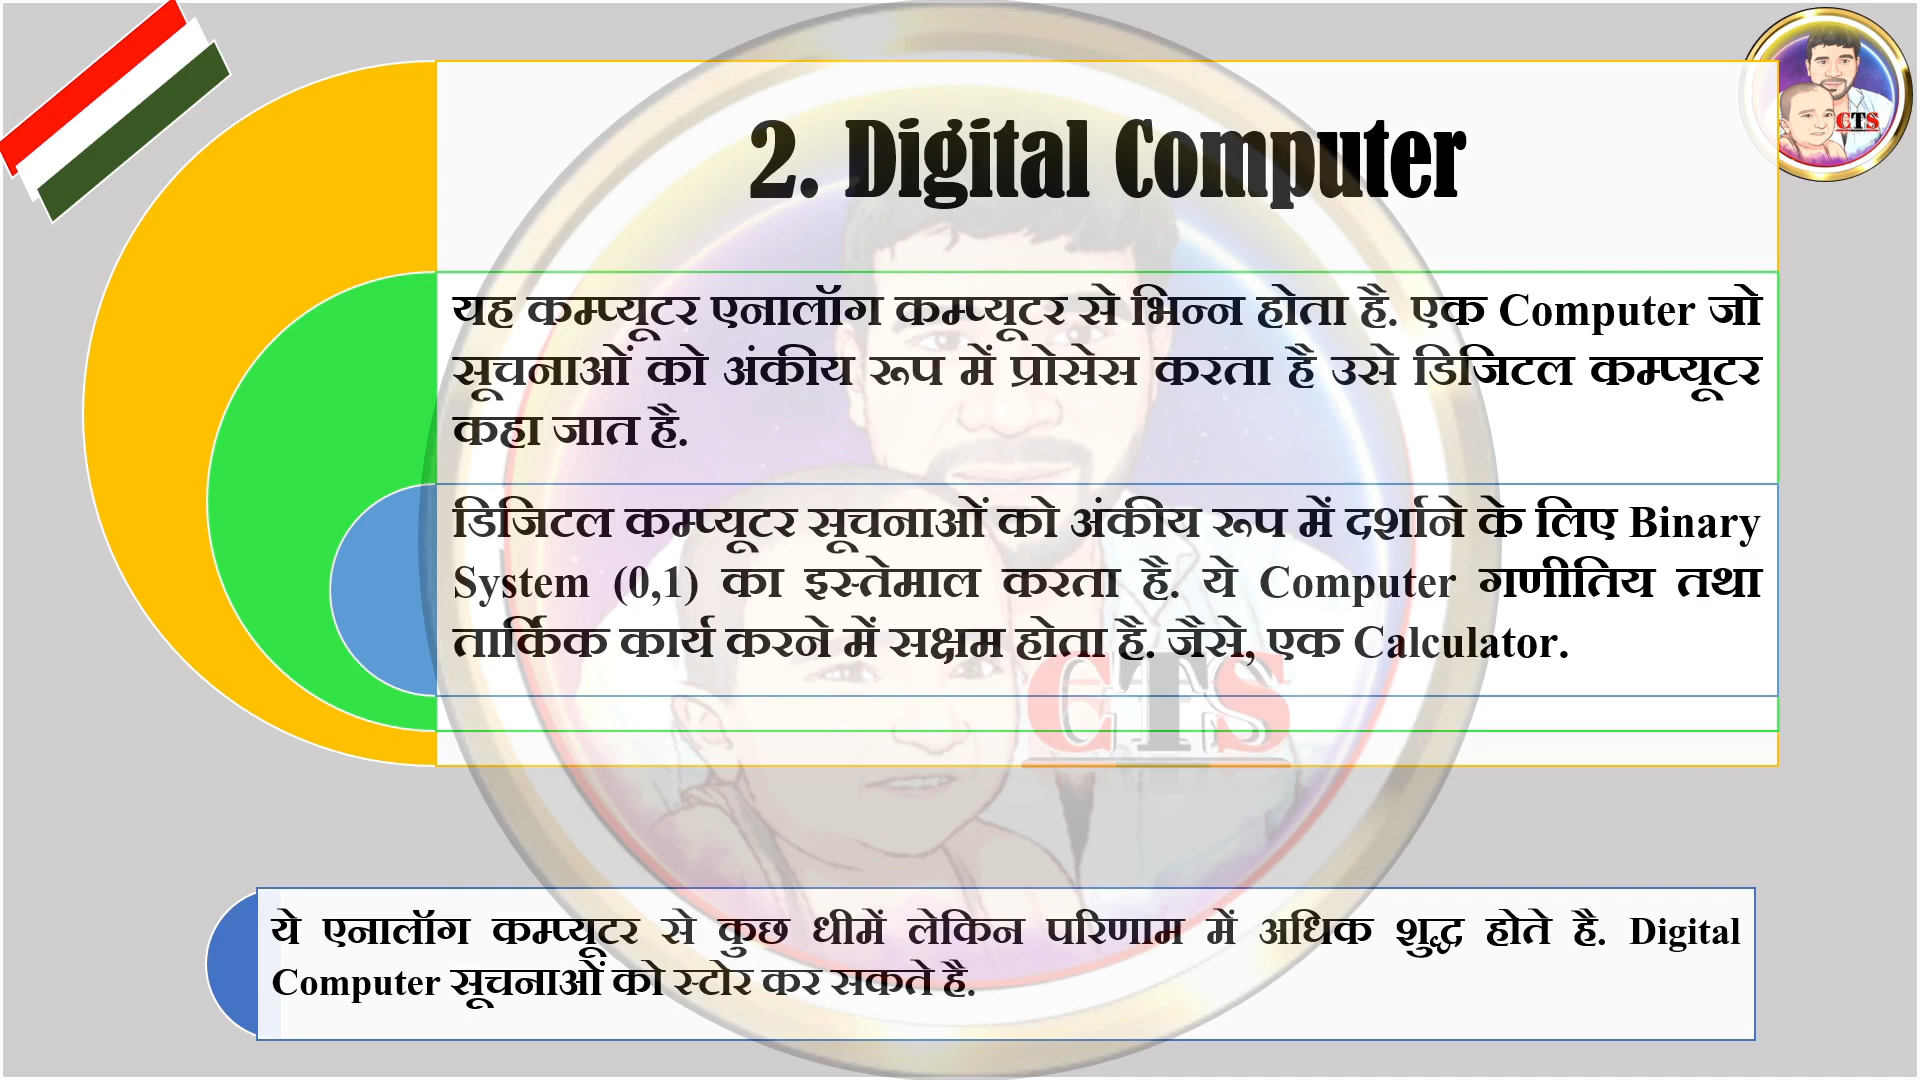 CTS
2. Digital Computer
यह कम्प्यूटर एनालॉग कम्प्यूटर से भिन्न होता है. एक Computer जो
सूचनाओं को अंकीय रूप में प्रोसेस करता है उसे डिजिटल कम्प्यूटर
कहा जात है.
डिजिटल कम्प्यूटर सूचनाओं को अंकीय रूप में दर्शाने के लिए Binary
System (0,1) का इस्तेमाल करता है. ये Computer गणीतिय तथा
तार्किक कार्य करने में सक्षम होता है. जैसे, एक Calculator.
CTS
ये एनालॉग कम्प्यूटर से कुछ धीमें लेकिन परिणाम में अधिक शुद्ध होते है. Digital
Computer सूचनाओं को स्टोर कर सकते है.